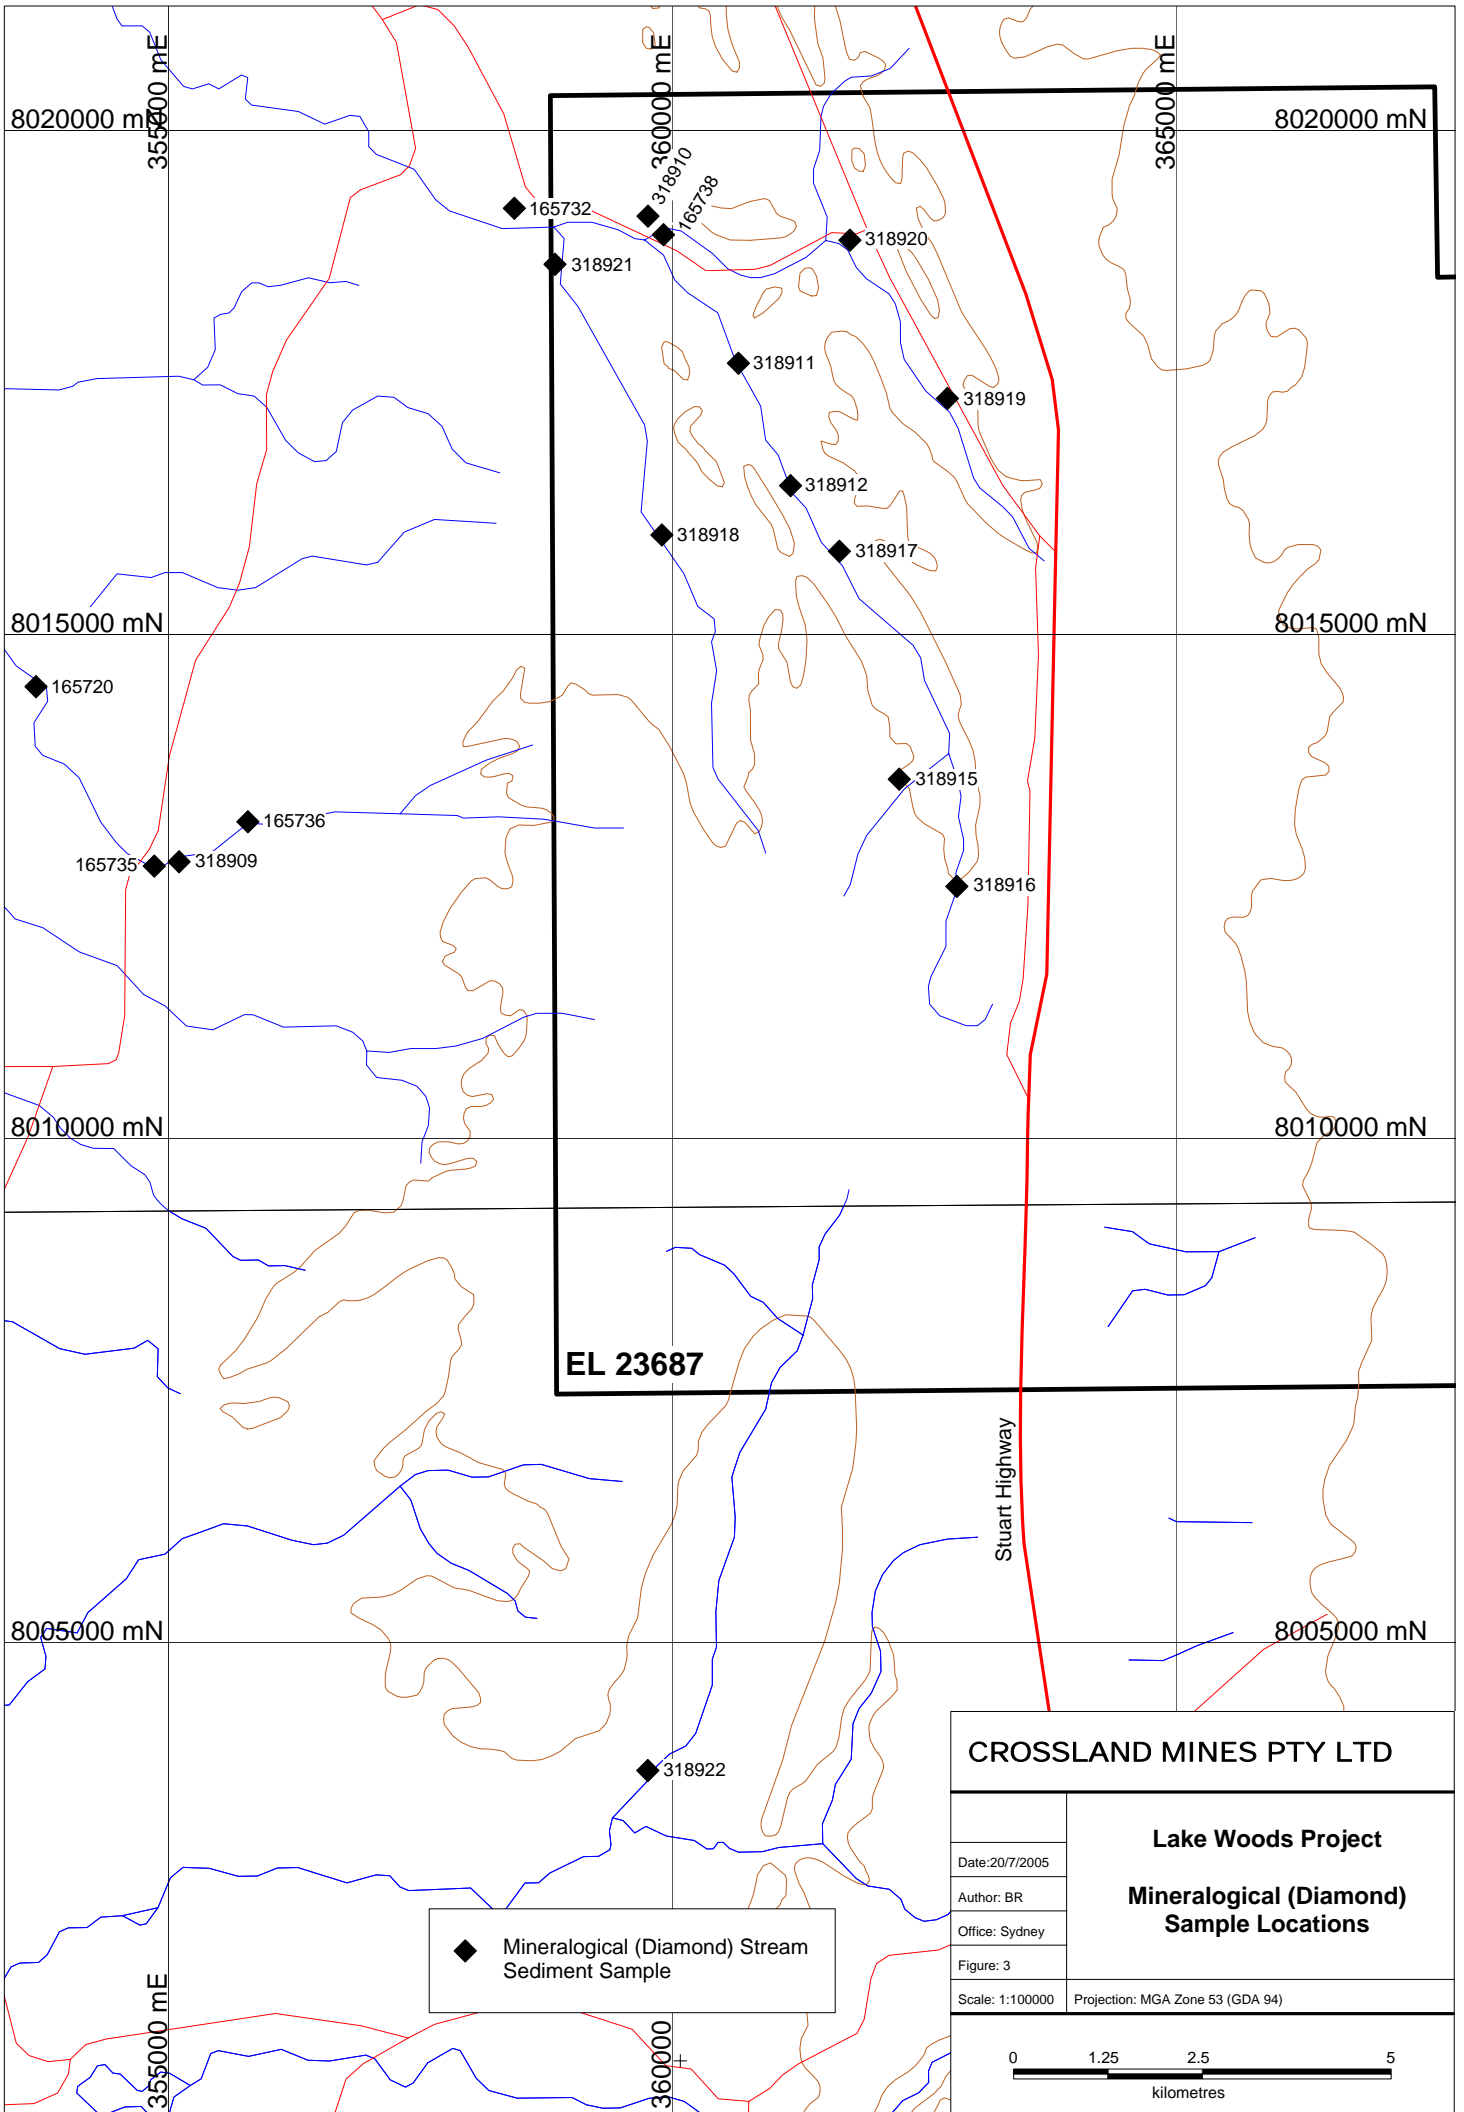 355000 mE
360000 mE
365000 mE
8020000 mN
8020000 mN
318910
165738
165732
318920
318921
318911
318919
318912
318918
318917
8015000 mN
8015000 mN
165720
318915
165736
165735
318909
318916
8010000 mN
8010000 mN
EL 23687
Stuart Highway
8005000 mN
8005000 mN
318922
CROSSLAND MINES PTY LTD
Lake Woods Project
Mineralogical (Diamond)
Sample Locations
Date:20/7/2005
Author: BR
Office: Sydney
Figure: 3
Scale: 1:100000
Projection: MGA Zone 53 (GDA 94)
Mineralogical (Diamond) Stream
Sediment Sample
355000 mE
360000
0 1.25 2.5 5
kilometres